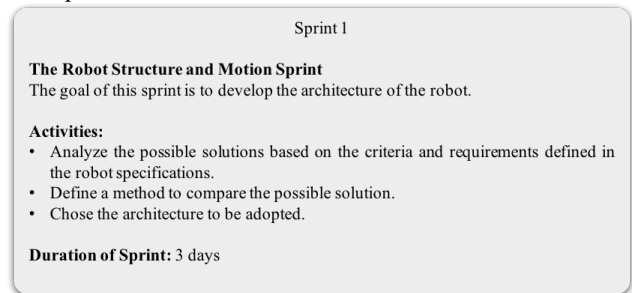 Sprint 1
The Robot Structure and Motion Sprint
The goal of this sprint is to develop the architecture of the robot.
Activities:
• Analyze the possible solutions based on the criteria and requirements defined in
the robot specifications.
• Define a method to compare the possible solution.
• Chose the architecture to be adopted.
Duration of Sprint: 3 days